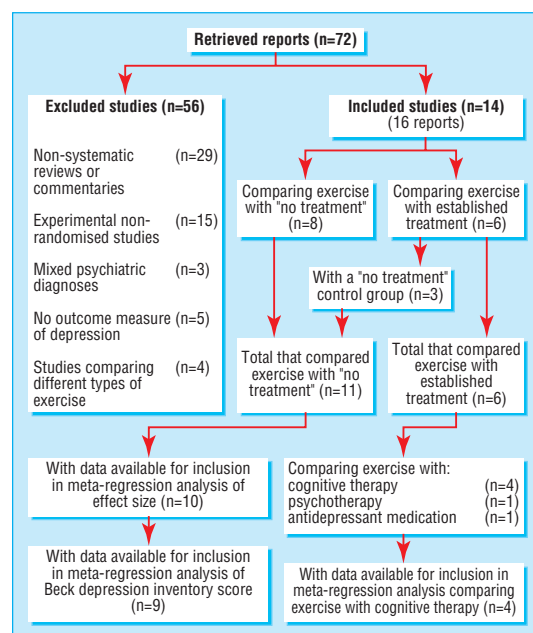 Retrieved reports (n=72)
Excluded studies (n=56)
Non-systematic (n=29)
reviews or
commentaries
Experimental non- (n=15)
randomised studies
Mixed psychiatric (n=3)
diagnoses
No outcome measure (n=5)
of depression
Studies comparing (n=4)
different types of
exercise
Included studies (n=14)
(16 reports)
Comparing exercise
with "no treatment"
(n=8)
Comparing exercise
with established
treatment (n=6)
With a "no treatment"
control group (n=3)
Total that compared
exercise with "no
treatment" (n=11)
Total that compared
exercise with
established
treatment (n=6)
With data available for inclusion
in meta-regression analysis of
effect size (n=10)
Comparing exercise with:
cognitive therapy (n=4)
psychotherapy (n=1)
antidepressant medication (n=1)
With data available for inclusion
in meta-regression analysis of
Beck depression inventory score
(n=9)
With data available for inclusion in
meta-regression analysis comparing
exercise with cognitive therapy (n=4)